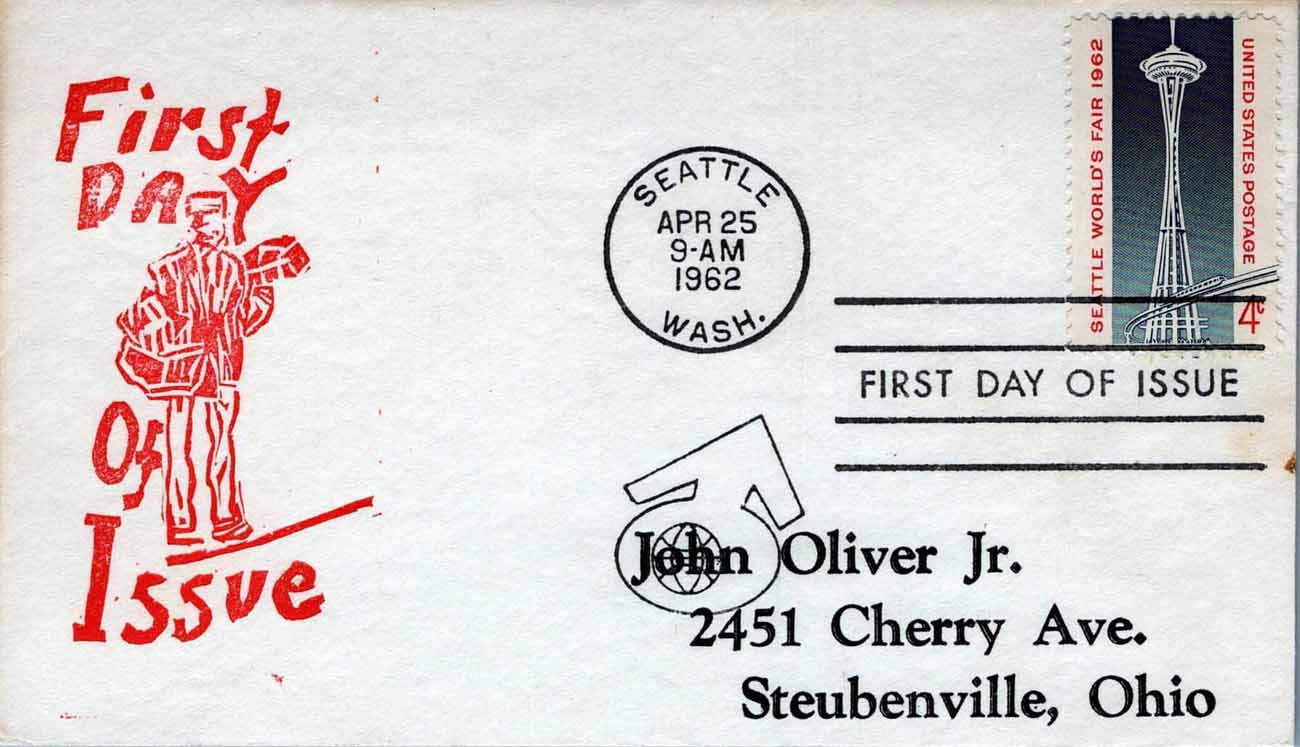 First
DAY
Of
Issue
SEATTLE
APR 25
9-AM
1962
WASH.
SEATTLE WORLD'S FAIR 1962
UNITED STATES POSTAGE
4¢
FIRST DAY OF ISSUE
John Oliver Jr.
2451 Cherry Ave.
Steubenville, Ohio